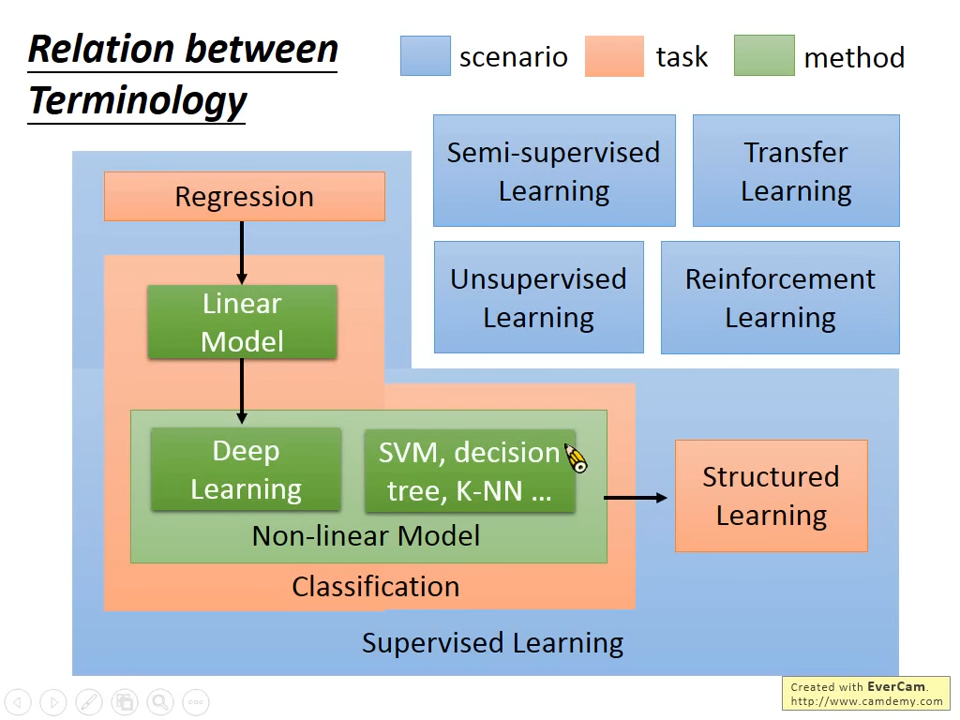 Relation between
Terminology
scenario
task
method
Semi-supervised
Learning
Transfer
Learning
Regression
Unsupervised
Learning
Reinforcement
Learning
Linear
Model
Deep
Learning
SVM, decision
tree, K-NN ...
Structured
Learning
Non-linear Model
Classification
Supervised Learning
Created with EverCam.
http://www.camdemy.com